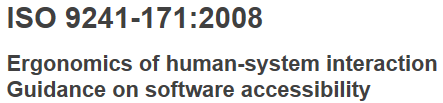 ISO 9241-171:2008
Ergonomics of human-system interaction
Guidance on software accessibility